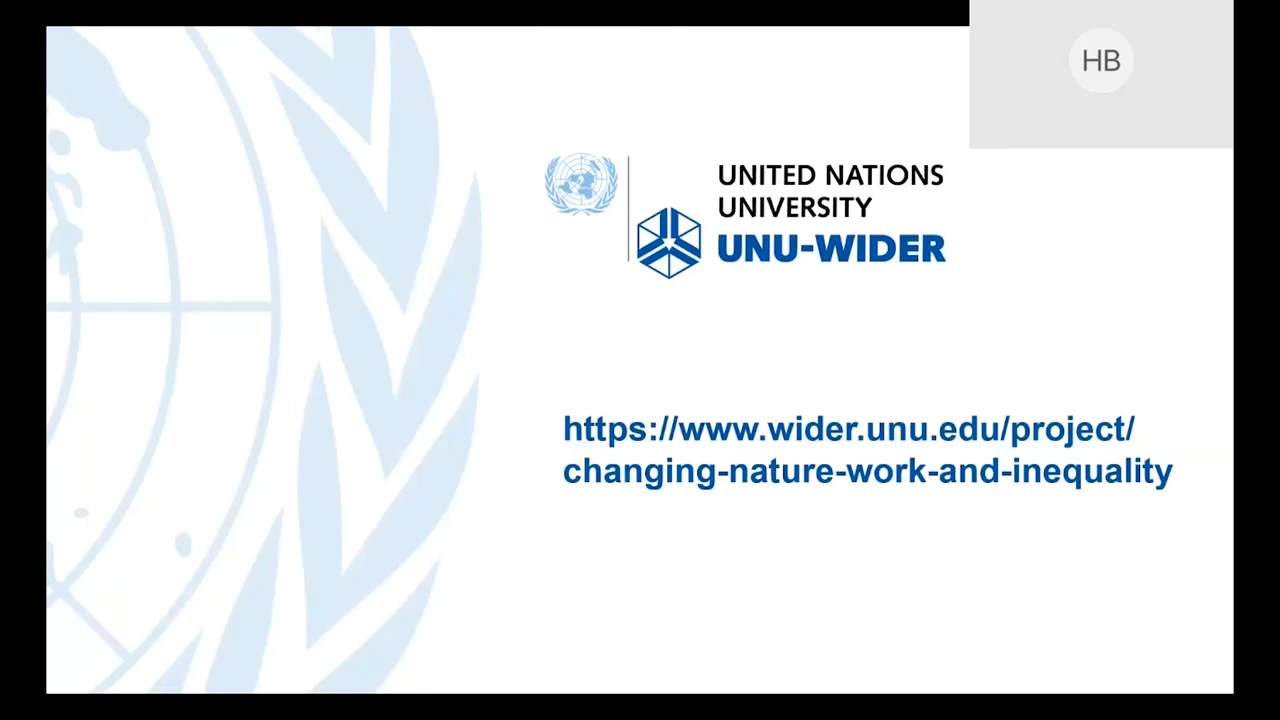 HB
UNITED NATIONS
UNIVERSITY
UNU-WIDER
https://www.wider.unu.edu/project/
changing-nature-work-and-inequality